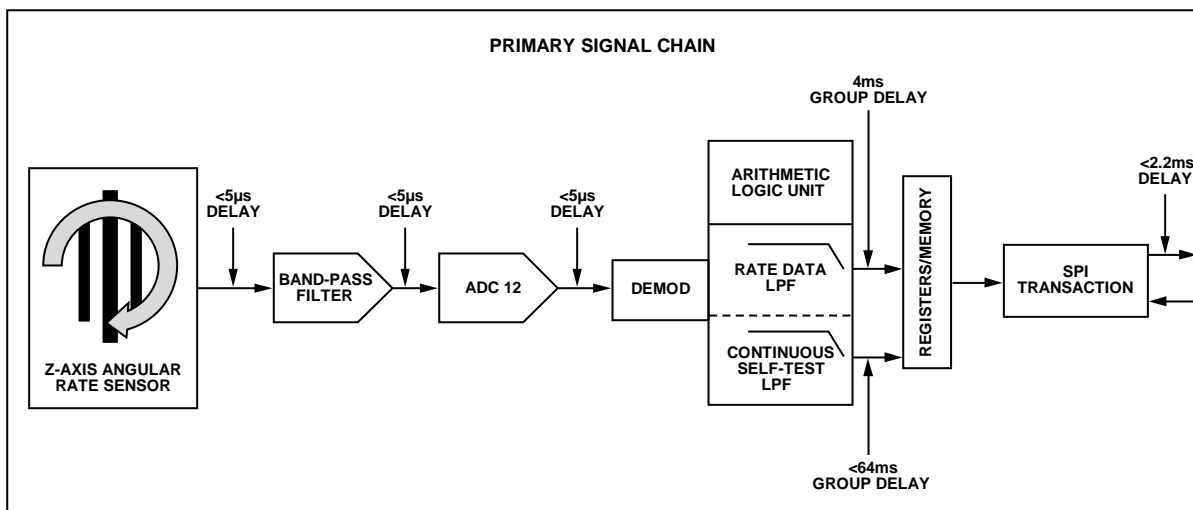 PRIMARY SIGNAL CHAIN
4ms
GROUP DELAY
<2.2ms
DELAY
ARITHMETIC
LOGIC UNIT
<5µs
DELAY
<5µs
DELAY
<5µs
DELAY
BAND-PASS
FILTER
ADC 12
DEMOD
RATE DATA
LPF
REGISTERS/MEMORY
SPI
TRANSACTION
CONTINUOUS
SELF-TEST
LPF
Z-AXIS ANGULAR
RATE SENSOR
<64ms
GROUP DELAY